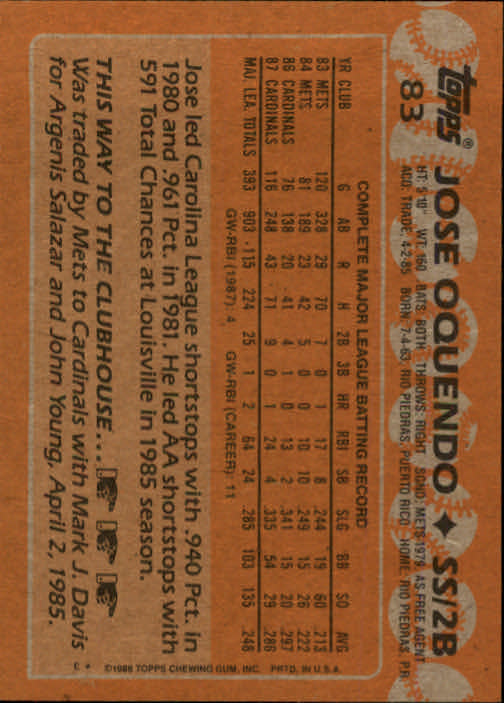 Topps® JOSE OQUENDO ♦ SS/2B
83
HT: 5'10" WT: 160 BATS: BOTH THROWS: RIGHT SGND: METS-1979, AS FREE AGENT
ACQ: TRADE, 4-2-85 BORN: 7-4-63, RIO PIEDRAS, PUERTO RICO HOME: RIO PIEDRAS, P.R.
COMPLETE MAJOR LEAGUE BATTING RECORD
YR CLUB G AB R H 2B 3B HR RBI SB SLG BB SO AVG
83 METS 120 328 29 70 7 0 1 17 8 .244 19 60 .213
84 METS 81 189 23 42 5 0 0 10 10 .249 15 26 .222
86 CARDINALS 76 138 20 41 4 1 0 13 2 .341 15 20 .297
87 CARDINALS 116 248 43 71 9 0 1 24 4 .335 54 29 .286
MAJ. LEA. TOTALS 393 903 115 224 25 1 2 64 24 .285 103 135 .248
GW-RBI (1987): 4 GW-RBI (CAREER): 11
Jose led Carolina League shortstops with .940 Pct. in
1980 and .961 Pct. in 1981. He led AA shortstops with
591 Total Chances at Louisville in 1985 season.
THIS WAY TO THE CLUBHOUSE...
Was traded by Mets to Cardinals with Mark J. Davis
for Argenis Salazar and John Young, April 2, 1985.
C * ©1988 TOPPS CHEWING GUM, INC. PRTD. IN U.S.A.